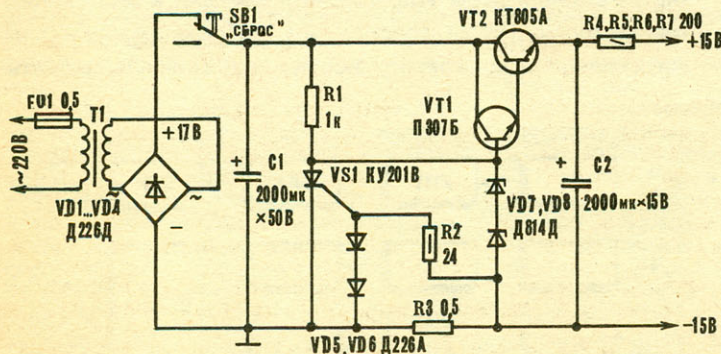 SB1
„СБРОС"
VT2 КТ805А
R4, R5, R6, R7 200
+15В
FU1 0,5
T1
~220В
+17В
R1
1к
VT1
П307Б
+
C1
2000мк
×50В
VS1 КУ201В
+
C2
2000мк×15В
VD1...VD4
Д226Д
~
~
−
R2
24
VD7, VD8
Д814Д
R3 0,5
−15В
VD5, VD6 Д226А